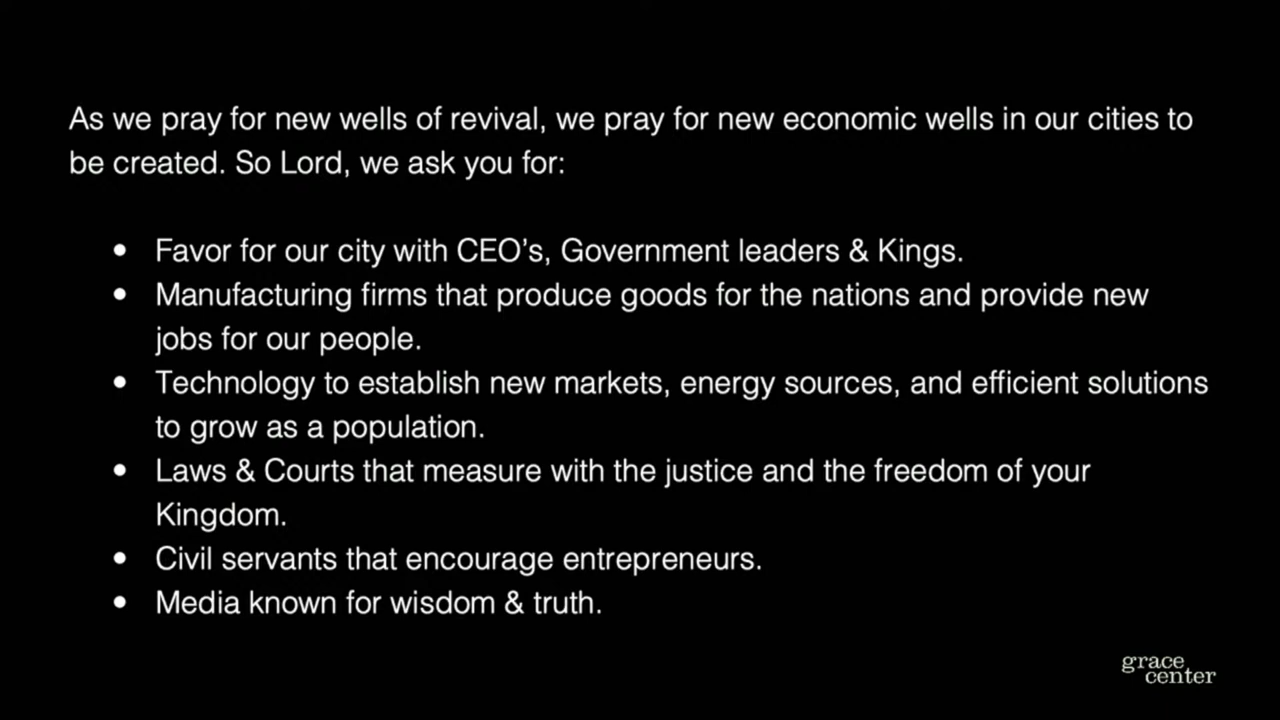 As we pray for new wells of revival, we pray for new economic wells in our cities to
be created. So Lord, we ask you for:
• Favor for our city with CEO's, Government leaders & Kings.
• Manufacturing firms that produce goods for the nations and provide new
jobs for our people.
• Technology to establish new markets, energy sources, and efficient solutions
to grow as a population.
• Laws & Courts that measure with the justice and the freedom of your
Kingdom.
• Civil servants that encourage entrepreneurs.
• Media known for wisdom & truth.
grace
center